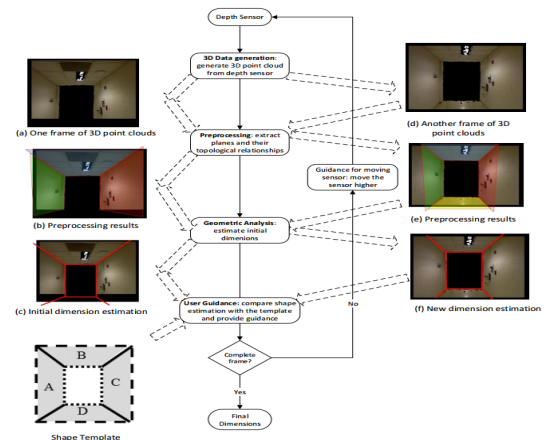 Depth Sensor
3D Data generation:
generate 3D point cloud
from depth sensor
(a) One frame of 3D point clouds
(d) Another frame of 3D
point clouds
Preprocessing: extract
planes and their
topological relationships
Guidance for moving
sensor: move the
sensor higher
(b) Preprocessing results
(e) Preprocessing results
Geometric Analysis:
estimate initial
dimenions
(c) Initial dimension estimation
User Guidance: compare shape
estimation with the template
and provide guidance
No
(f) New dimension estimation
Complete
frame?
B
A
C
D
Yes
Final
Dimensions
Shape Template